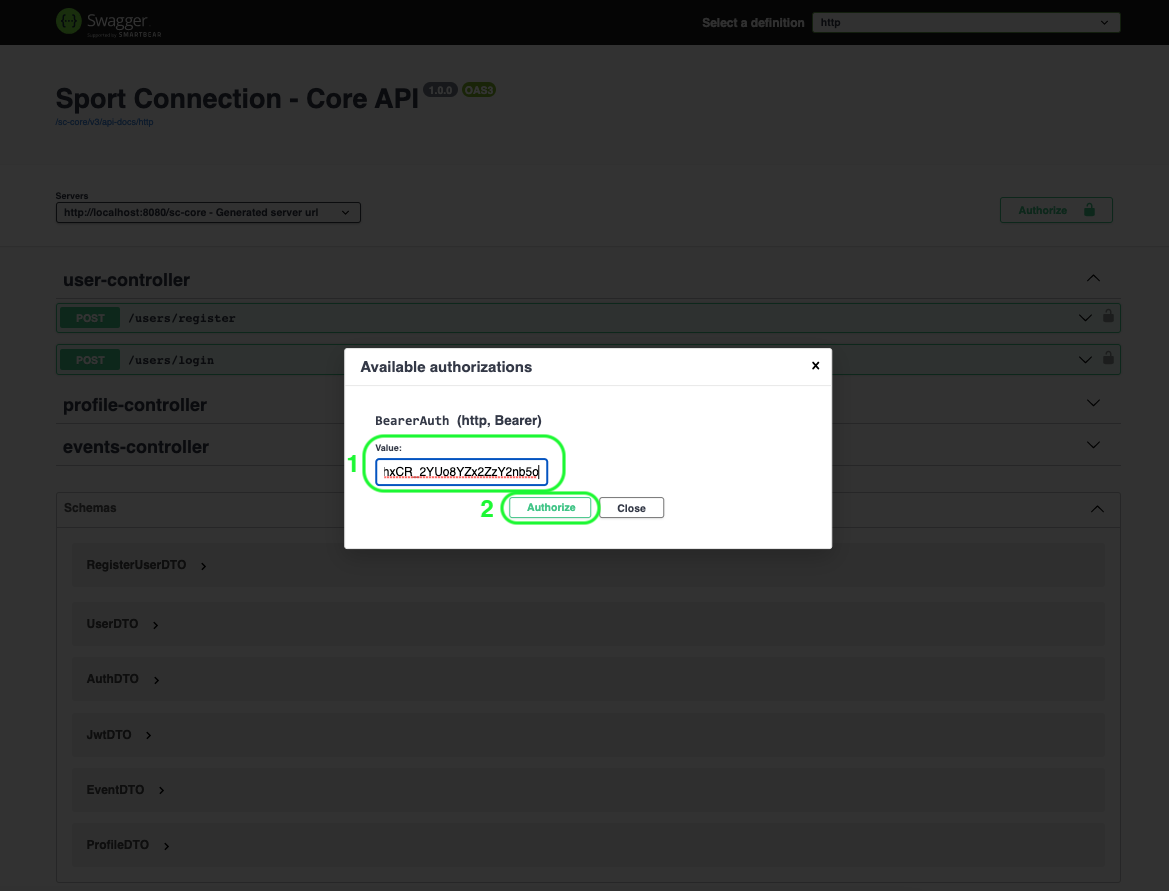 Swagger
Supported by SMARTBEAR
Select a definition
http
Sport Connection - Core API
1.0.0
OAS3
/sc-core/v3/api-docs/http
Servers
http://localhost:8080/sc-core - Generated server url
Authorize
user-controller
POST /users/register
POST /users/login
profile-controller
events-controller
Available authorizations
×
BearerAuth (http, Bearer)
1
Value:
hxCR_2YUo8YZx2ZzY2nb5o
2
Authorize
Close
Schemas
RegisterUserDTO
UserDTO
AuthDTO
JwtDTO
EventDTO
ProfileDTO